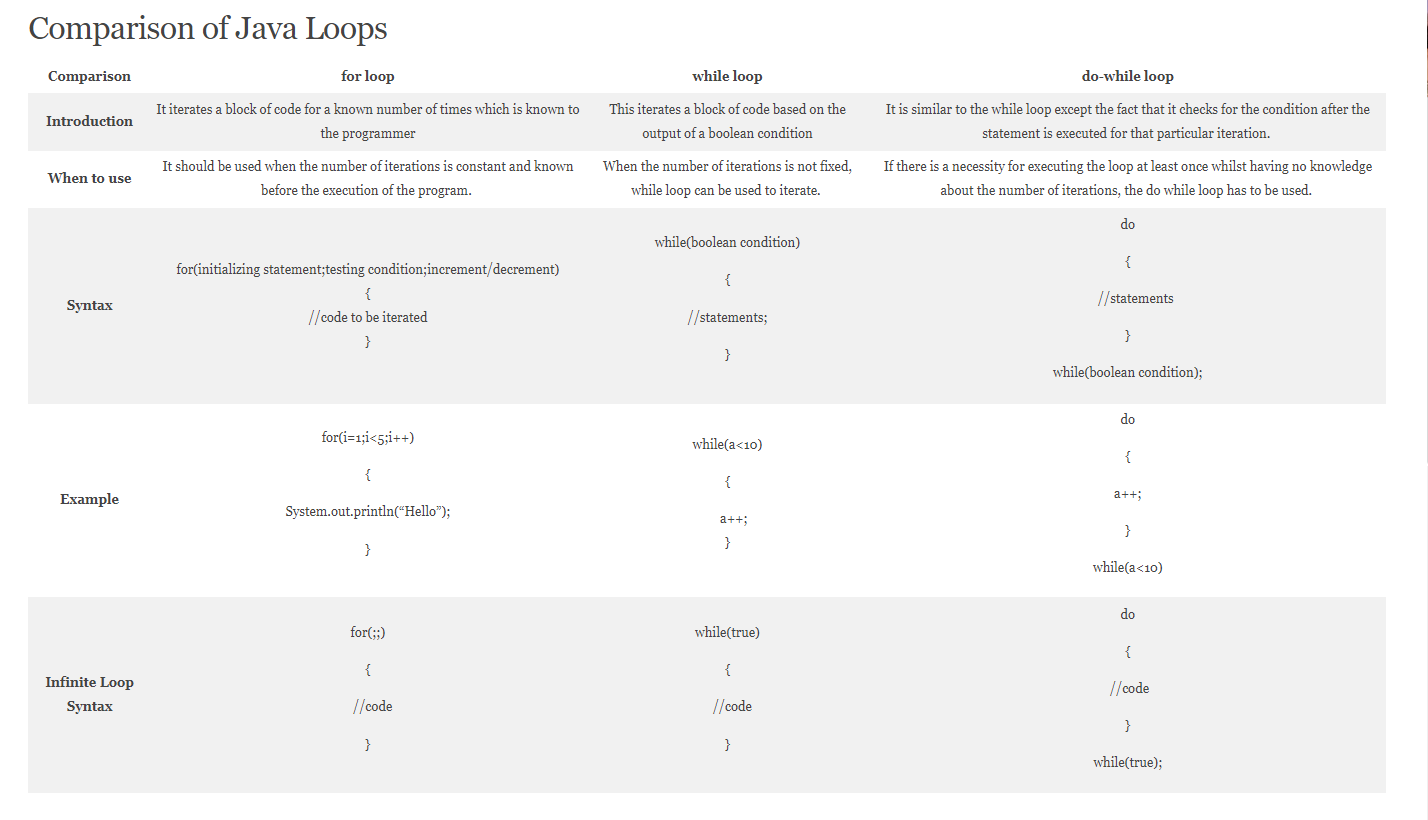 Comparison of Java Loops
Comparison for loop while loop do-while loop
Introduction
It iterates a block of code for a known number of times which is known to
the programmer
This iterates a block of code based on the
output of a boolean condition
It is similar to the while loop except the fact that it checks for the condition after the
statement is executed for that particular iteration.
When to use
It should be used when the number of iterations is constant and known
before the execution of the program.
When the number of iterations is not fixed,
while loop can be used to iterate.
If there is a necessity for executing the loop at least once whilst having no knowledge
about the number of iterations, the do while loop has to be used.
Syntax
for(initializing statement;testing condition;increment/decrement)
{
//code to be iterated
}
while(boolean condition)
{
//statements;
}
do
{
//statements
}
while(boolean condition);
Example
for(i=1;i<5;i++)
{
System.out.println(“Hello”);
}
while(a<10)
{
a++;
}
do
{
a++;
}
while(a<10)
Infinite Loop
Syntax
for(;;)
{
//code
}
while(true)
{
//code
}
do
{
//code
}
while(true);